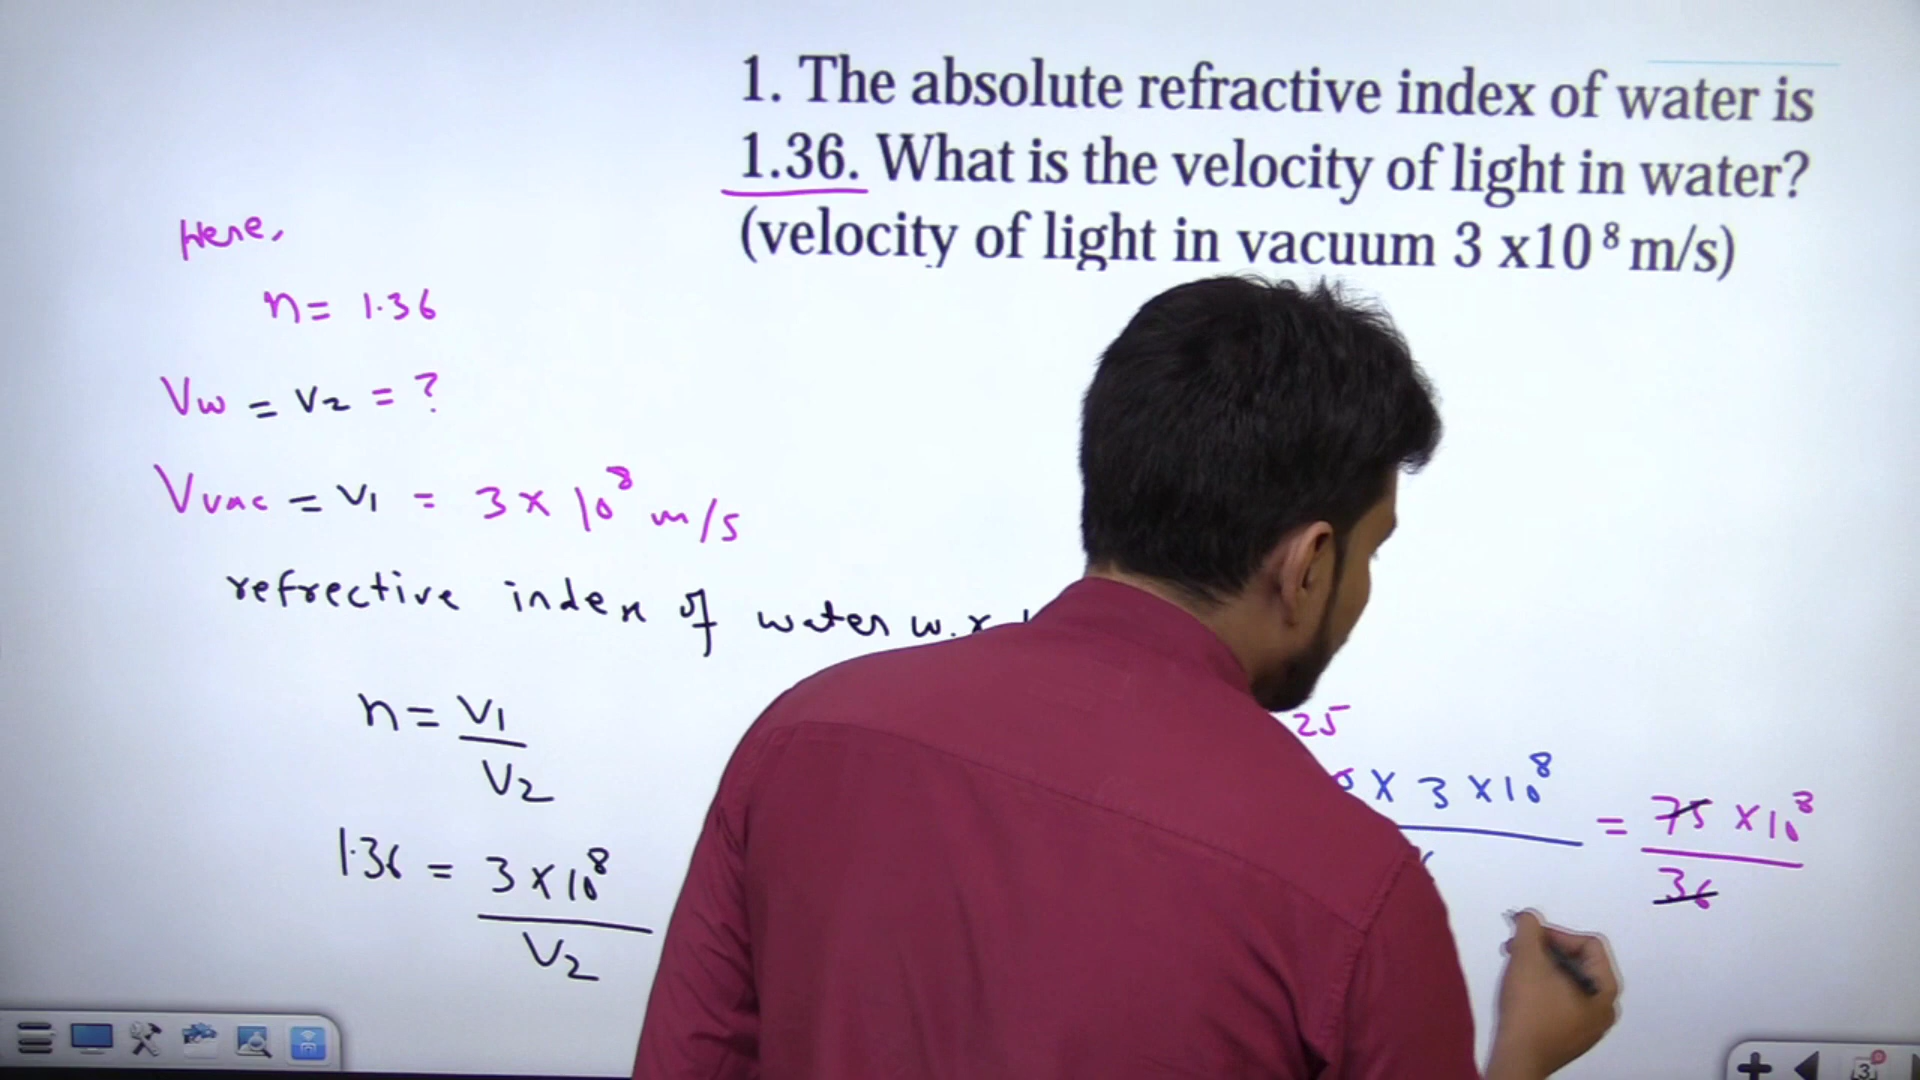 1. The absolute refractive index of water is
1.36. What is the velocity of light in water?
(velocity of light in vacuum 3 x10⁸ m/s)
Here,
n = 1.36
Vw = v2 = ?
Vvac = v1 = 3 × 10⁸ m/s
refrective index of water w.r
n = v1
v2
1.36 = 3 × 10⁸
v2
25
× 3 × 10⁸
= 75 × 10⁸
36
3